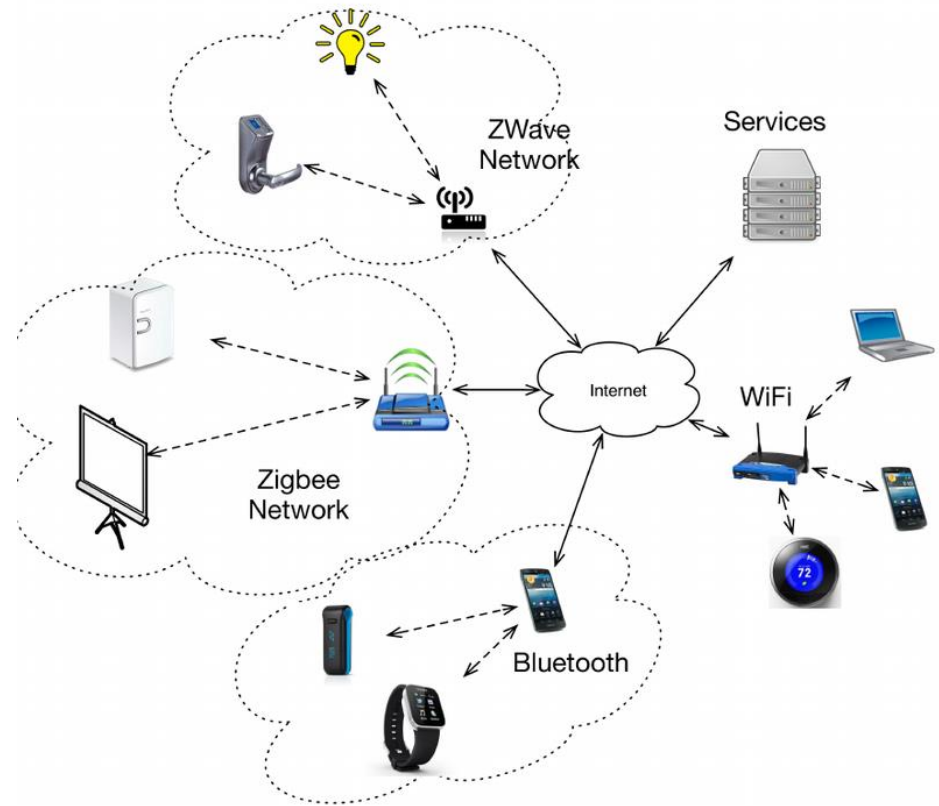 ZWave
Network
Services
Internet
WiFi
72
Zigbee
Network
Bluetooth